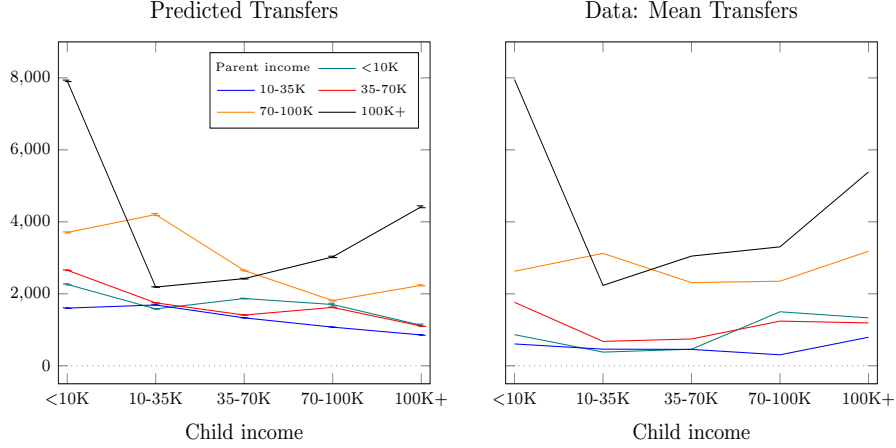 Predicted Transfers
Data: Mean Transfers
Parent income
<10K
10-35K
35-70K
70-100K
100K+
8,000
6,000
4,000
2,000
0
<10K 10-35K 35-70K 70-100K 100K+
Child income
<10K 10-35K 35-70K 70-100K 100K+
Child income